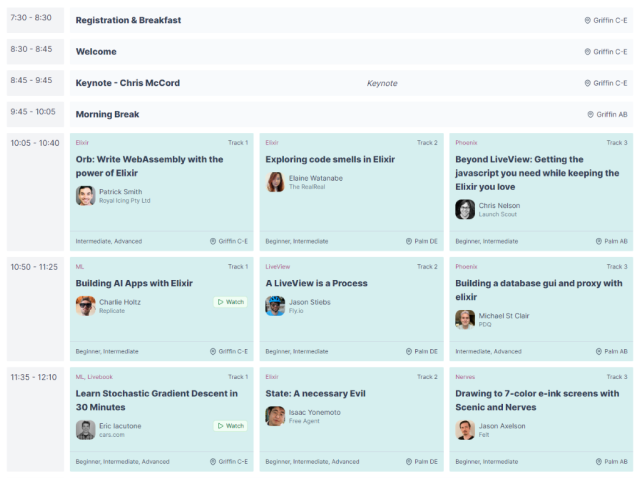 7:30 - 8:30
Registration & Breakfast
Griffin C-E
8:30 - 8:45
Welcome
Griffin C-E
8:45 - 9:45
Keynote - Chris McCord
Keynote
Griffin C-E
9:45 - 10:05
Morning Break
Griffin AB
10:05 - 10:40
Elixir
Track 1
Orb: Write WebAssembly with the
power of Elixir
Patrick Smith
Royal Icing Pty Ltd
Intermediate, Advanced
Griffin C-E
Elixir
Track 2
Exploring code smells in Elixir
Elaine Watanabe
The RealReal
Beginner, Intermediate
Palm DE
Phoenix
Track 3
Beyond LiveView: Getting the
javascript you need while keeping the
Elixir you love
Chris Nelson
Launch Scout
Beginner, Intermediate
Palm AB
10:50 - 11:25
ML
Track 1
Building AI Apps with Elixir
Charlie Holtz
Replicate
Watch
Beginner, Intermediate
Griffin C-E
LiveView
Track 2
A LiveView is a Process
Jason Stiebs
Fly.io
Beginner, Intermediate
Palm DE
Phoenix
Track 3
Building a database gui and proxy with
elixir
Michael St Clair
PDQ
Intermediate, Advanced
Palm AB
11:35 - 12:10
ML, Livebook
Track 1
Learn Stochastic Gradient Descent in
30 Minutes
Eric Iacutone
cars.com
Watch
Beginner, Intermediate, Advanced
Griffin C-E
Elixir
Track 2
State: A necessary Evil
Isaac Yonemoto
Free Agent
Beginner, Intermediate, Advanced
Palm DE
Nerves
Track 3
Drawing to 7-color e-ink screens with
Scenic and Nerves
Jason Axelson
Felt
Beginner, Intermediate
Palm AB